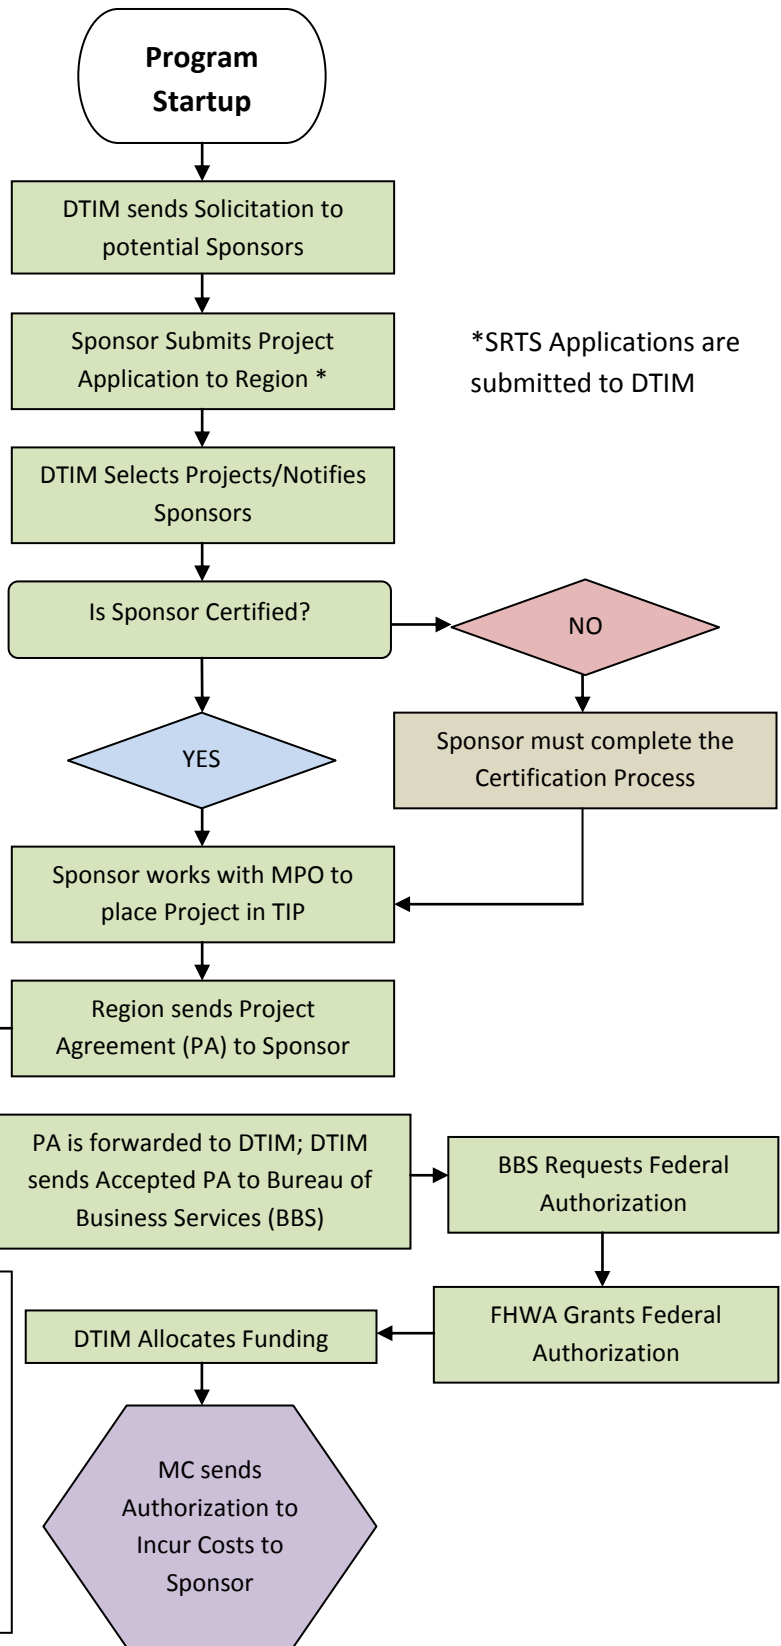 Program
Startup
DTIM sends Solicitation to
potential Sponsors
Sponsor Submits Project
Application to Region *
*SRTS Applications are
submitted to DTIM
DTIM Selects Projects/Notifies
Sponsors
Is Sponsor Certified?
NO
YES
Sponsor must complete the
Certification Process
Sponsor works with MPO to
place Project in TIP
Region sends Project
Agreement (PA) to Sponsor
PA is forwarded to DTIM; DTIM
sends Accepted PA to Bureau of
Business Services (BBS)
BBS Requests Federal
Authorization
FHWA Grants Federal
Authorization
DTIM Allocates Funding
MC sends
Authorization to
Incur Costs to
Sponsor